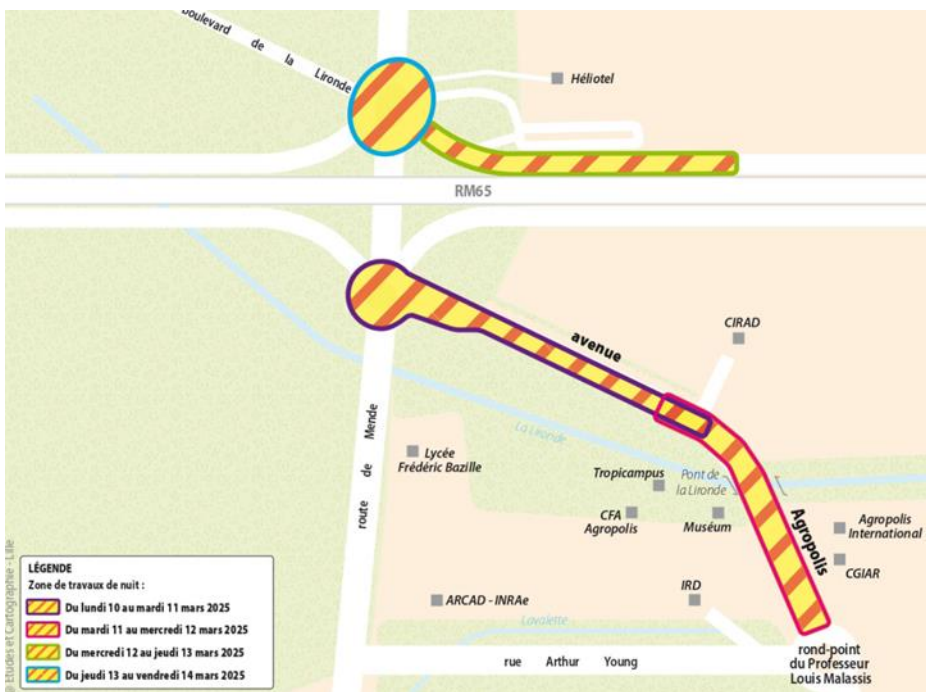 Boulevard de la Lironde
Héliotel
RM65
CIRAD
avenue
La Lironde
route de Mende
Lycée
Frédéric Bazille
Tropicampus
Pont de
la Lironde
CFA
Agropolis
Muséum
Agropolis
Agropolis
International
CGIAR
IRD
ARCAD - INRAe
Lavalette
rue Arthur Young
rond-point
du Professeur
Louis Malassis
LÉGENDE
Zone de travaux de nuit :
Du lundi 10 au mardi 11 mars 2025
Du mardi 11 au mercredi 12 mars 2025
Du mercredi 12 au jeudi 13 mars 2025
Du jeudi 13 au vendredi 14 mars 2025
Etudes et Cartographie - Lille